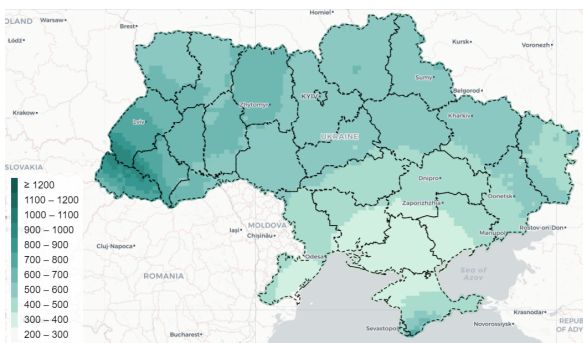 Homiel•
OLAND
Warsaw•
Brest•
Łódź•
Kursk•
Voronezh•
Sumy
Belgorod•
Zhytomyr
KYIV
Krakow•
Lviv
Kharkiv
UKRAINE
SLOVAKIA
Dnipro
≥ 1200
1100 – 1200
1000 – 1100
900 – 1000
800 – 900
700 – 800
600 – 700
500 – 600
400 – 500
300 – 400
200 – 300
Donetsk
Zaporizhzhia
MOLDOVA
Iași•
Chișinău•
Mariupol
Rostov-on-Don•
Cluj-Napoca•
Odesa
Sea of
Azov
ROMANIA
Krasnodar•
Sevastopol
Novorossiysk•
REPUB
OF ADY
Bucharest•